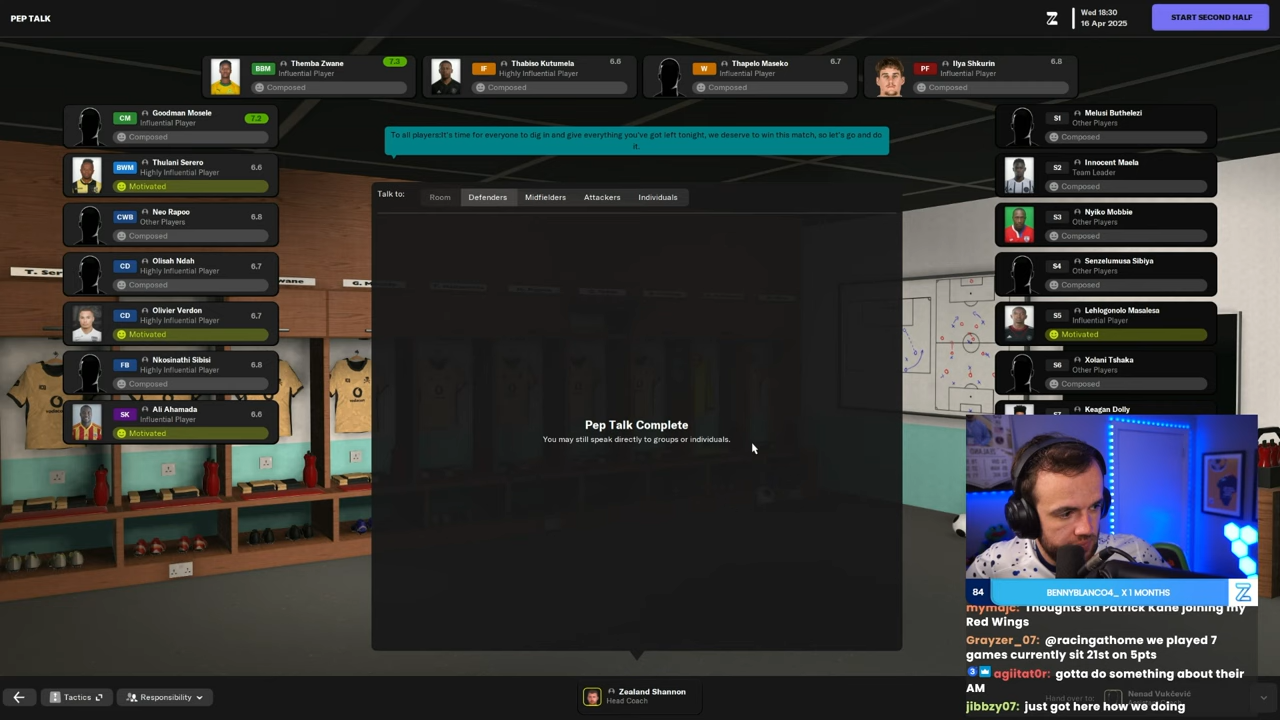 PEP TALK
Wed 18:30
16 Apr 2025
START SECOND HALF
BBM
Themba Zwane
Influential Player
7.3
Composed
IF
Thabiso Kutumela
Highly Influential Player
6.6
Composed
W
Thapelo Maseko
Influential Player
6.7
Composed
PF
Ilya Shkurin
Influential Player
6.8
Composed
CM
Goodman Mosele
Influential Player
7.2
Composed
BWM
Thulani Serero
Highly Influential Player
6.6
Motivated
CWB
Neo Rapoo
Other Players
6.8
Composed
CD
Olisah Ndah
Highly Influential Player
6.7
Composed
CD
Olivier Verdon
Highly Influential Player
6.7
Motivated
FB
Nkosinathi Sibisi
Highly Influential Player
6.8
Composed
SK
Ali Ahamada
Influential Player
6.6
Motivated
To all players:It's time for everyone to dig in and give everything you've got left tonight, we deserve to win this match, so let's go and do
it.
Talk to:
Room
Defenders
Midfielders
Attackers
Individuals
Pep Talk Complete
You may still speak directly to groups or individuals.
S1
Melusi Buthelezi
Other Players
Composed
S2
Innocent Maela
Team Leader
Composed
S3
Nyiko Mobbie
Other Players
Composed
S4
Senzelumusa Sibiya
Other Players
Composed
S5
Lehlogonolo Masalesa
Influential Player
Motivated
S6
Xolani Tshaka
Other Players
Composed
Keagan Dolly
T. Ser
wane
G. M
84
BENNYBLANCO4_ X 1 MONTHS
Z
mymajc: Thoughts on Patrick Kane joining my
Red Wings
Grayzer_07: @racingathome we played 7
games currently sit 21st on 5pts
3
agiitat0r: gotta do something about their
AM
jibbzy07: just got here how we doing
Hand over to:
Nenad Vukčević
Tactics
Responsibility
Zealand Shannon
Head Coach